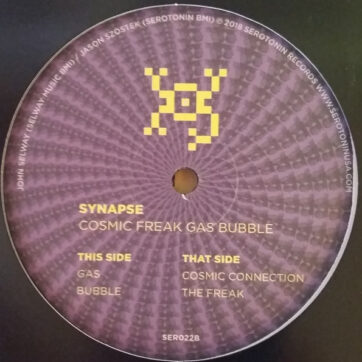 JOHN SELWAY (SELWAY MUSIC BMI) / JASON SZOSTEK (SEROTONIN BMI) © 2018 SEROTONIN RECORDS WWW.SEROTONINUSA.COM
SYNAPSE
COSMIC FREAK GAS BUBBLE
THIS SIDE
GAS
BUBBLE
THAT SIDE
COSMIC CONNECTION
THE FREAK
SER022B